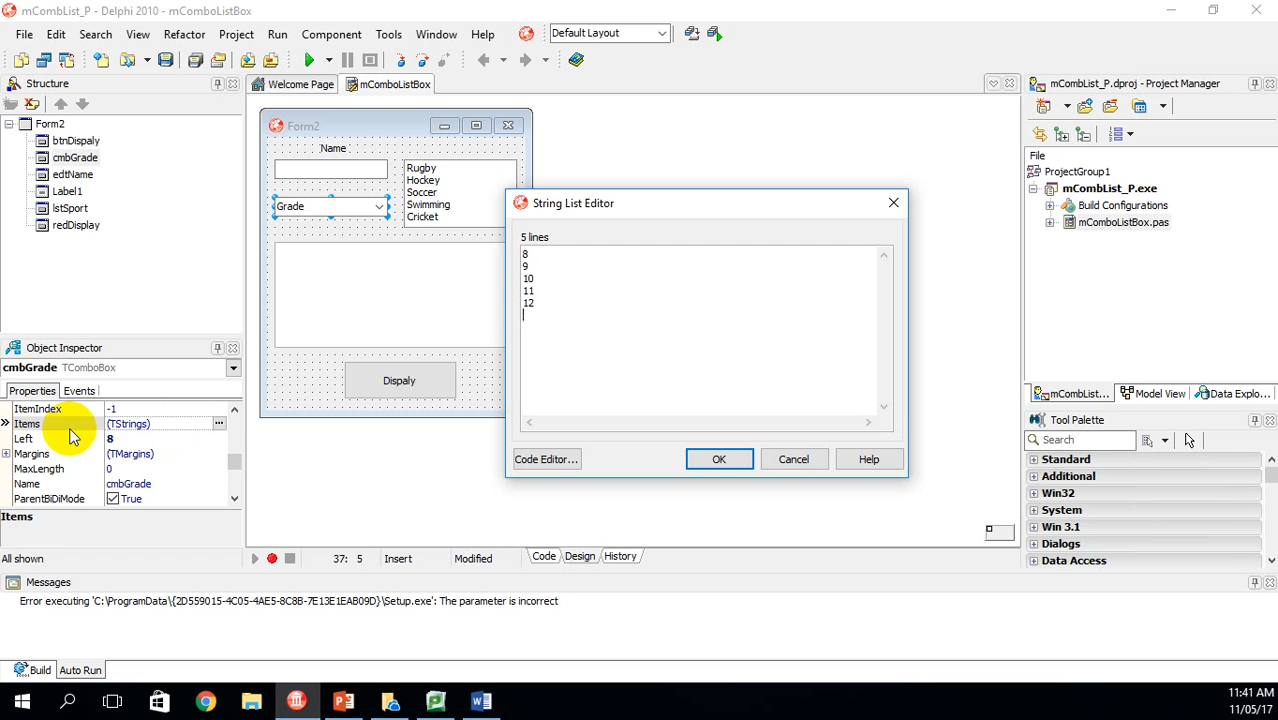 mCombList_P - Delphi 2010 - mComboListBox
File Edit Search View Refactor Project Run Component Tools Window Help Default Layout
Structure
Welcome Page
mComboListBox
mCombList_P.dproj - Project Manager
Form2
btnDispaly
cmbGrade
edtName
Label1
lstSport
redDisplay
Form2
Name
Rugby
Hockey
Soccer
Swimming
Cricket
Grade
Dispaly
String List Editor
5 lines
8
9
10
11
12
Code Editor...
OK
Cancel
Help
File
ProjectGroup1
mCombList_P.exe
Build Configurations
mComboListBox.pas
Object Inspector
cmbGrade TComboBox
Properties Events
ItemIndex -1
Items (TStrings)
Left 8
Margins (TMargins)
MaxLength 0
Name cmbGrade
ParentBiDiMode True
Items
All shown
37: 5 Insert Modified Code Design History
mCombList... Model View Data Explo...
Tool Palette
Search
Standard
Additional
Win32
System
Win 3.1
Dialogs
Data Access
Messages
Error executing 'C:\ProgramData\{2D559015-4C05-4AE5-8C8B-7E13E1EAB09D}\Setup.exe': The parameter is incorrect
Build Auto Run
11:41 AM
11/05/17